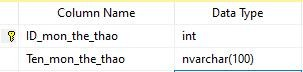 Column Name Data Type
ID_mon_the_thao int
Ten_mon_the_thao nvarchar(100)